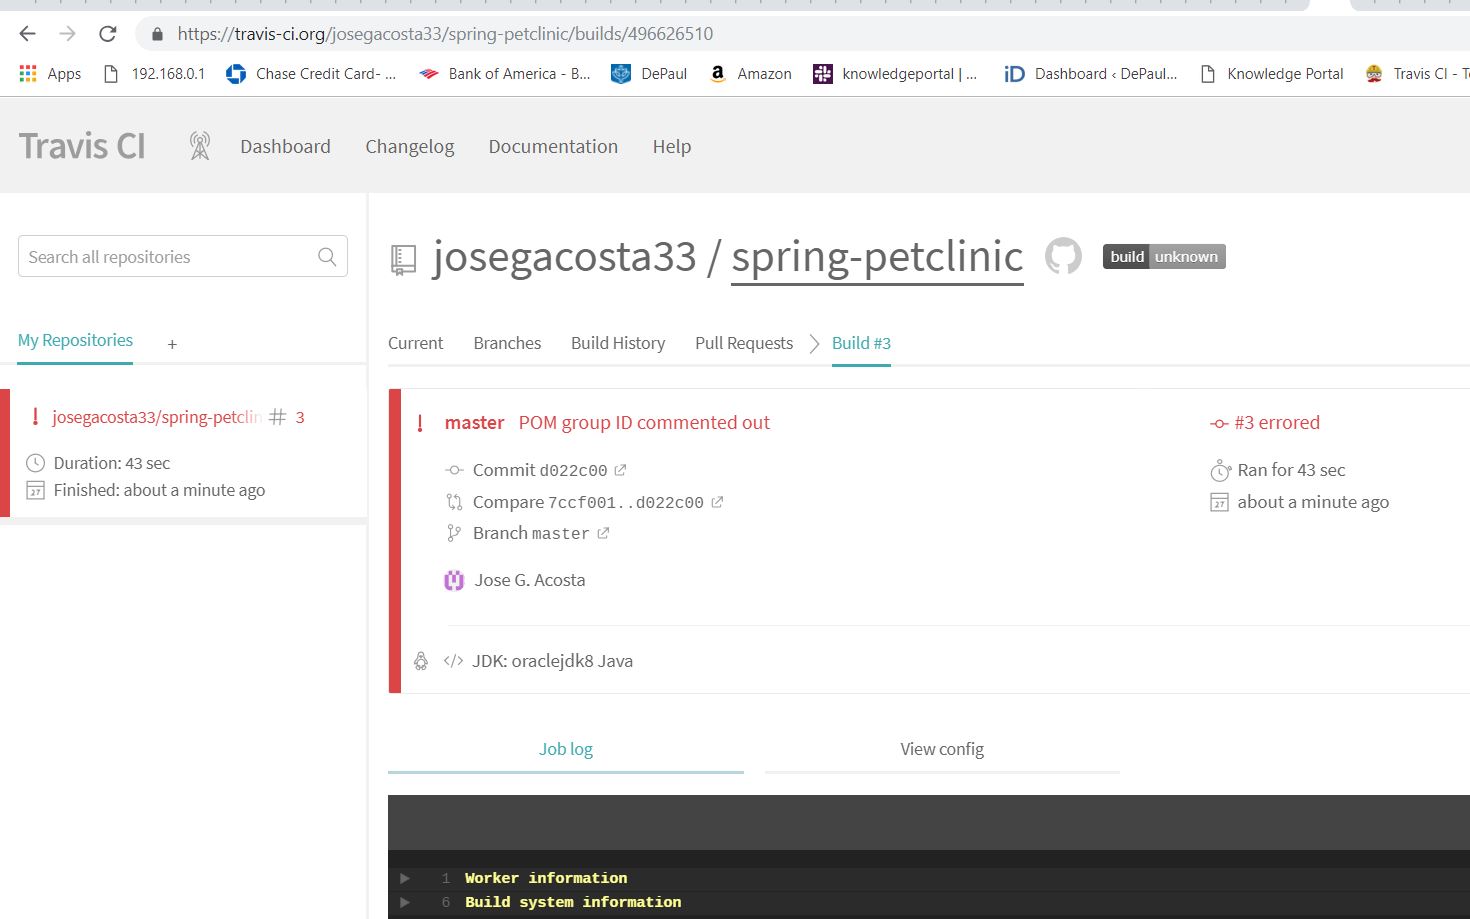 https://travis-ci.org/josegacosta33/spring-petclinic/builds/496626510
Apps 192.168.0.1 Chase Credit Card- ... Bank of America - B... DePaul Amazon knowledgeportal | ... iD Dashboard ‹ DePaul... Knowledge Portal Travis CI - T
Travis CI Dashboard Changelog Documentation Help
Search all repositories
josegacosta33 / spring-petclinic build unknown
My Repositories +
Current Branches Build History Pull Requests Build #3
! josegacosta33/spring-petclin # 3
Duration: 43 sec
Finished: about a minute ago
! master POM group ID commented out #3 errored
Commit d022c00 Ran for 43 sec
Compare 7ccf001..d022c00 about a minute ago
Branch master
Jose G. Acosta
</> JDK: oraclejdk8 Java
Job log View config
1 Worker information
6 Build system information